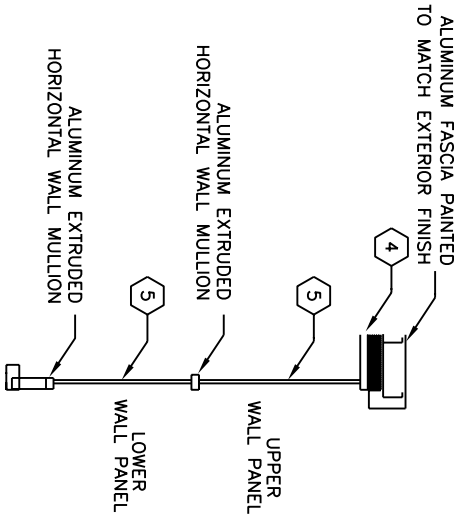 ALUMINUM FASCIA PAINTED
TO MATCH EXTERIOR FINISH
4
5
ALUMINUM EXTRUDED
HORIZONTAL WALL MULLION
5
ALUMINUM EXTRUDED
HORIZONTAL WALL MULLION
UPPER
WALL PANEL
LOWER
WALL PANEL